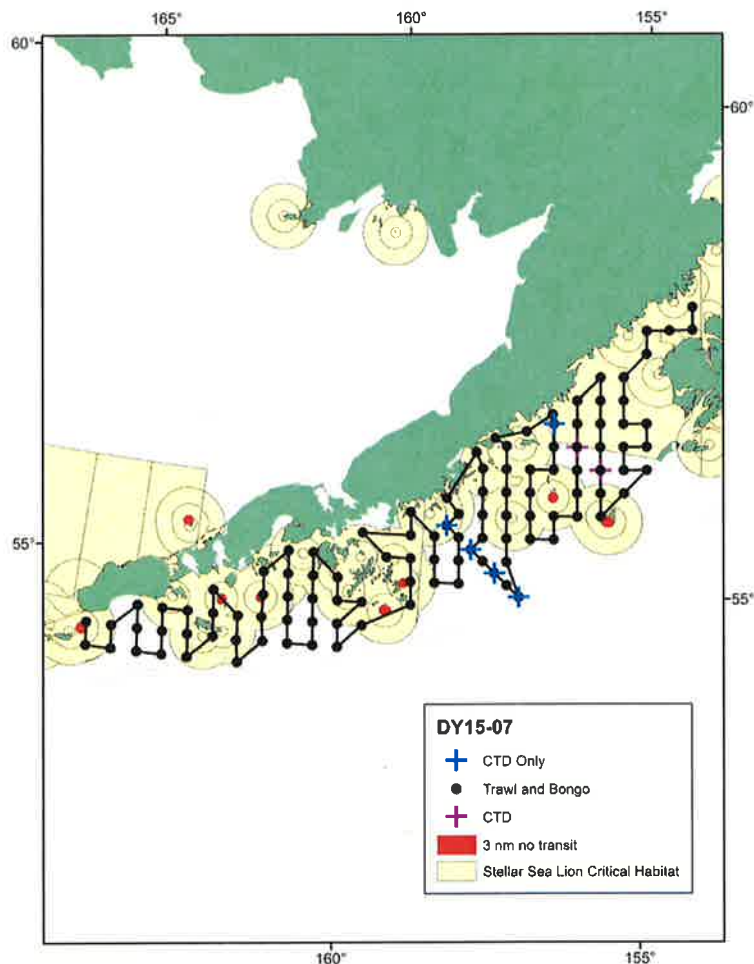 165° 160° 155°
60°
60°
55°
55°
DY15-07
CTD Only
Trawl and Bongo
CTD
3 nm no transit
Stellar Sea Lion Critical Habitat
160° 155°